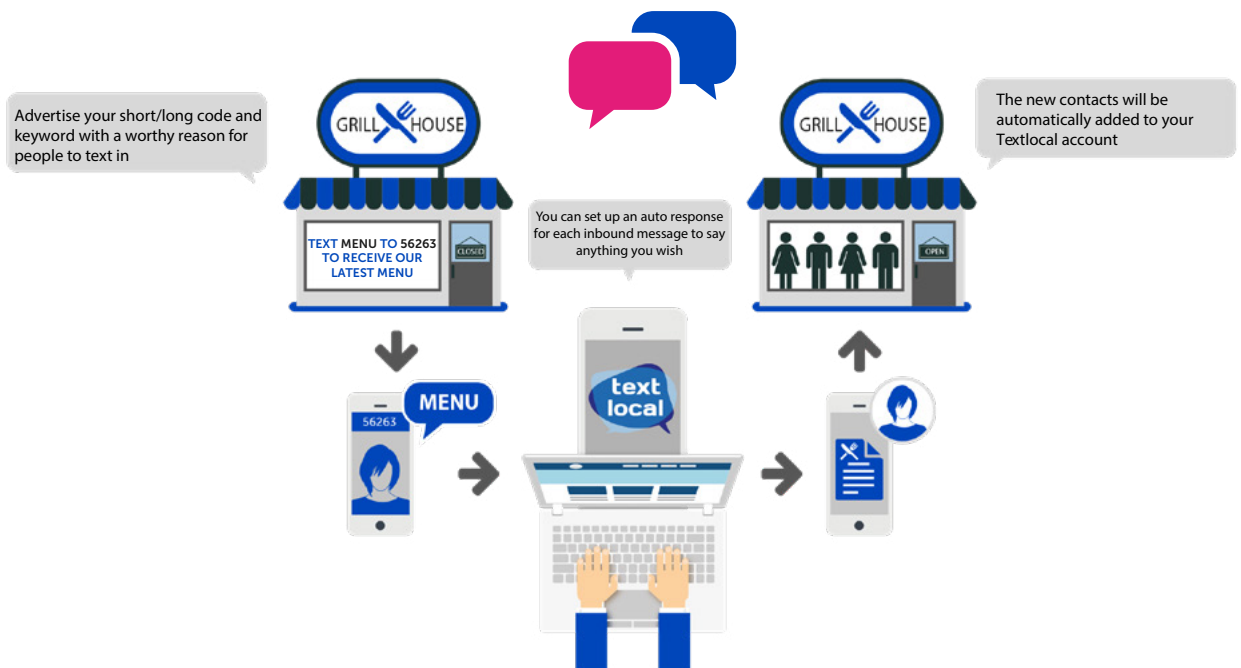 Advertise your short/long code and
keyword with a worthy reason for
people to text in
GRILL HOUSE
TEXT MENU TO 56263
TO RECEIVE OUR
LATEST MENU
CLOSED
56263
MENU
You can set up an auto response
for each inbound message to say
anything you wish
text
local
The new contacts will be
automatically added to your
Textlocal account
GRILL HOUSE
OPEN